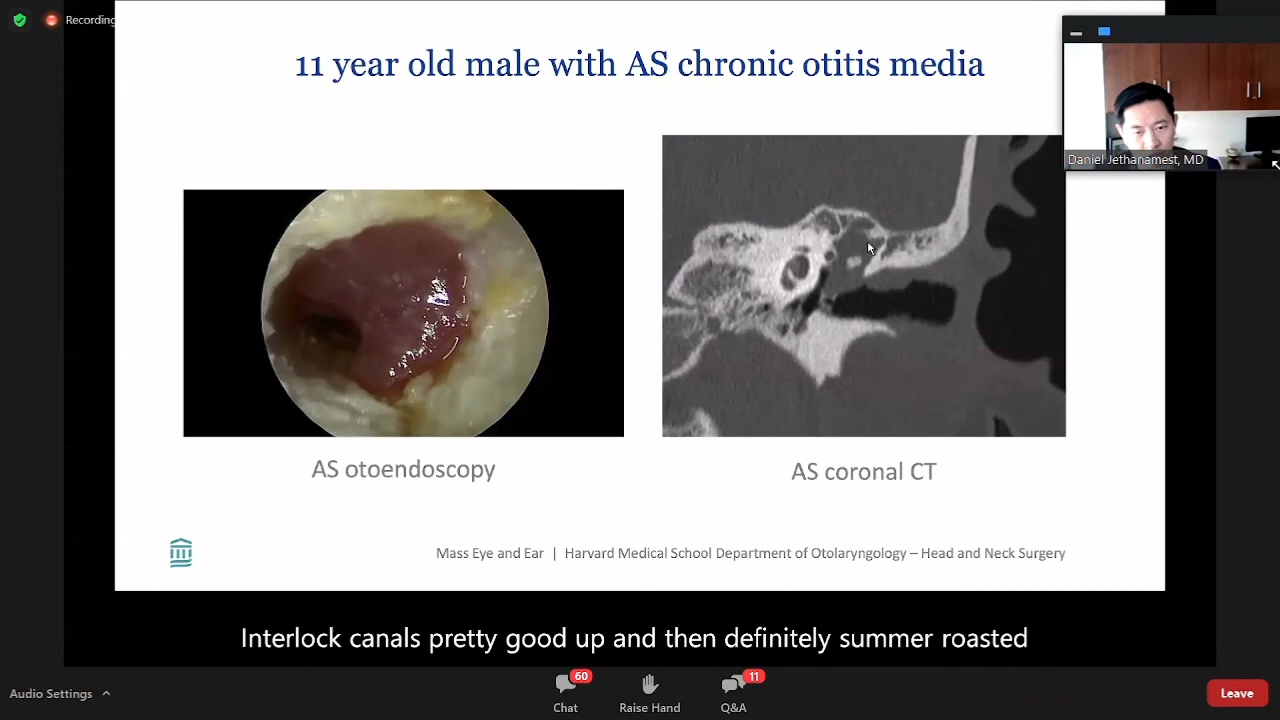 Recording
11 year old male with AS chronic otitis media
Daniel Jethanamest, MD
AS otoendoscopy
AS coronal CT
Mass Eye and Ear | Harvard Medical School Department of Otolaryngology – Head and Neck Surgery
Interlock canals pretty good up and then definitely summer roasted
Audio Settings
60
Chat
Raise Hand
11
Q&A
Leave